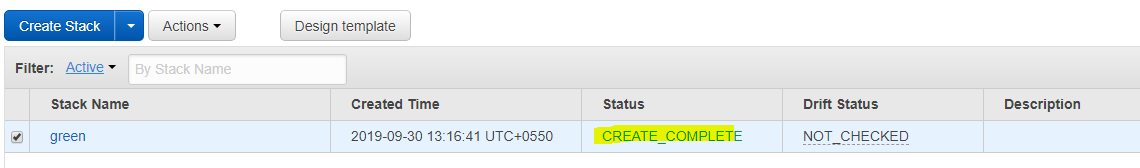 Create Stack Actions Design template
Filter: Active By Stack Name
Stack Name Created Time Status Drift Status Description
green 2019-09-30 13:16:41 UTC+0550 CREATE_COMPLETE NOT_CHECKED